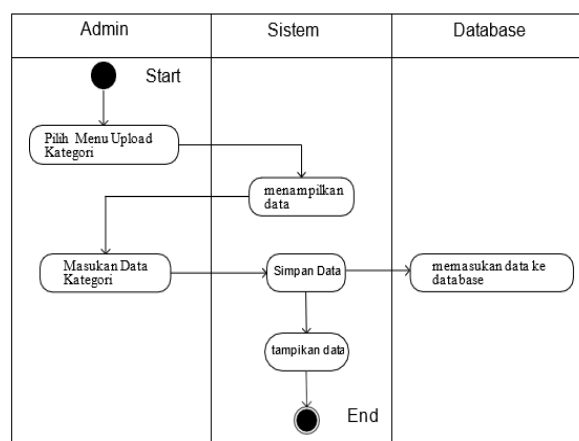 Admin
Sistem
Database
Start
Pilih Menu Upload
Kategori
menampilkan
data
Masukan Data
Kategori
Simpan Data
memasukan data ke
database
tampikan data
End